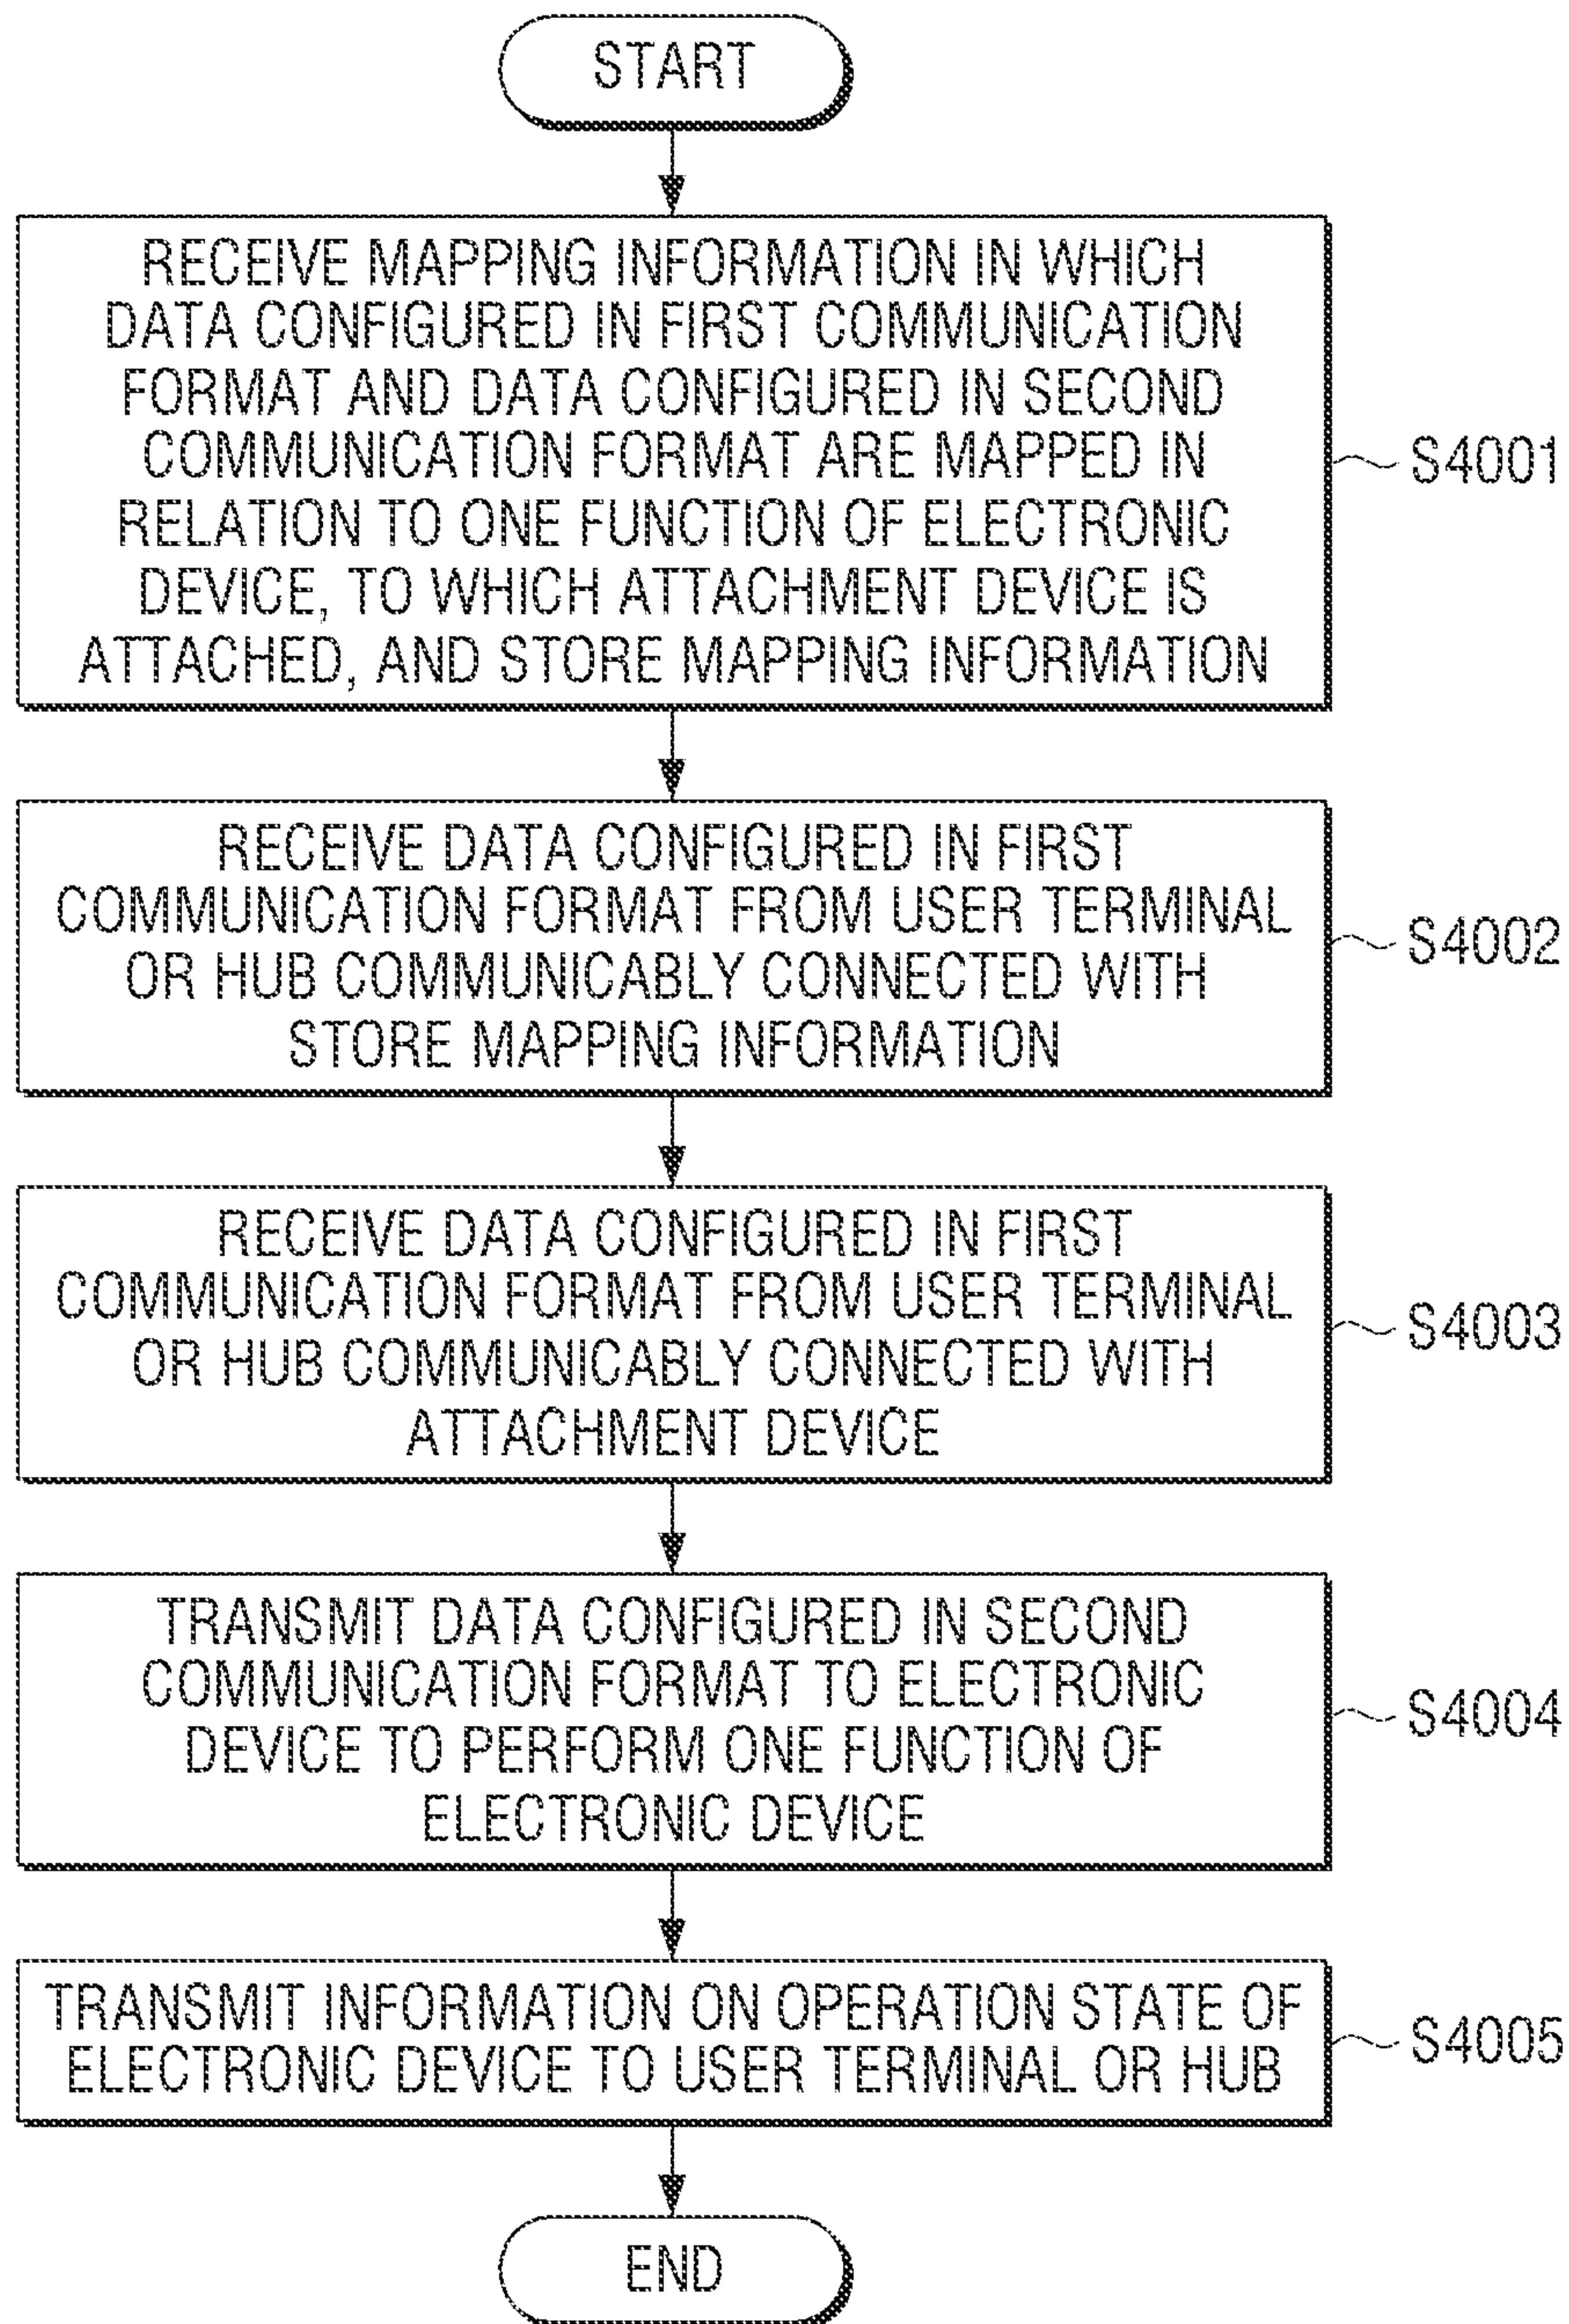 START
RECEIVE MAPPING INFORMATION IN WHICH
DATA CONFIGURED IN FIRST COMMUNICATION
FORMAT AND DATA CONFIGURED IN SECOND
COMMUNICATION FORMAT ARE MAPPED IN
RELATION TO ONE FUNCTION OF ELECTRONIC
DEVICE, TO WHICH ATTACHMENT DEVICE IS
ATTACHED, AND STORE MAPPING INFORMATION
S4001
RECEIVE DATA CONFIGURED IN FIRST
COMMUNICATION FORMAT FROM USER TERMINAL
OR HUB COMMUNICABLY CONNECTED WITH
STORE MAPPING INFORMATION
S4002
RECEIVE DATA CONFIGURED IN FIRST
COMMUNICATION FORMAT FROM USER TERMINAL
OR HUB COMMUNICABLY CONNECTED WITH
ATTACHMENT DEVICE
S4003
TRANSMIT DATA CONFIGURED IN SECOND
COMMUNICATION FORMAT TO ELECTRONIC
DEVICE TO PERFORM ONE FUNCTION OF
ELECTRONIC DEVICE
S4004
TRANSMIT INFORMATION ON OPERATION STATE OF
ELECTRONIC DEVICE TO USER TERMINAL OR HUB
S4005
END